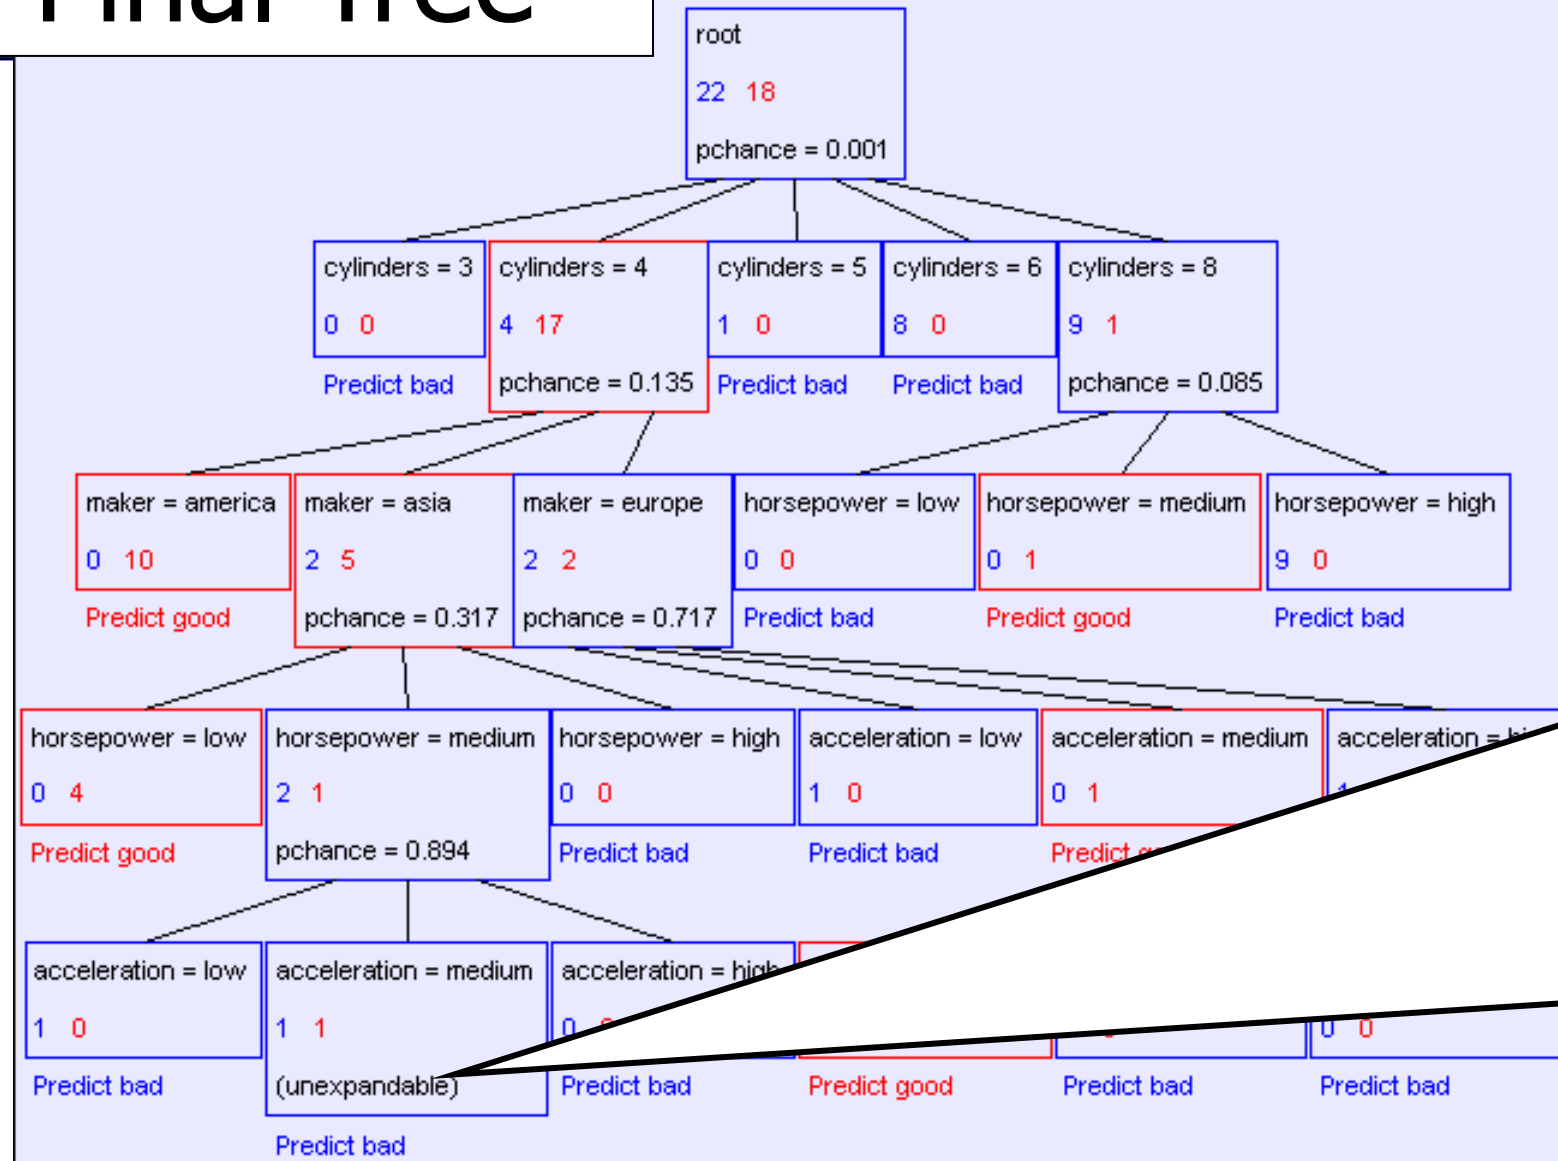 Final Tree
root
22 18
pchance = 0.001
cylinders = 3 cylinders = 4 cylinders = 5 cylinders = 6 cylinders = 8
0 0 4 17 1 0 8 0 9 1
Predict bad pchance = 0.135 Predict bad Predict bad pchance = 0.085
maker = america maker = asia maker = europe horsepower = low horsepower = medium horsepower = high
0 10 2 5 2 2 0 0 0 1 9 0
Predict good pchance = 0.317 pchance = 0.717 Predict bad Predict good Predict bad
horsepower = low horsepower = medium horsepower = high acceleration = low acceleration = medium acceleration =
0 4 2 1 0 0 1 0 0 1 1
Predict good pchance = 0.894 Predict bad Predict bad Predict
acceleration = low acceleration = medium acceleration = high
1 0 1 1 0 0 0
Predict bad (unexpandable) Predict bad Predict good Predict bad Predict bad
Predict bad